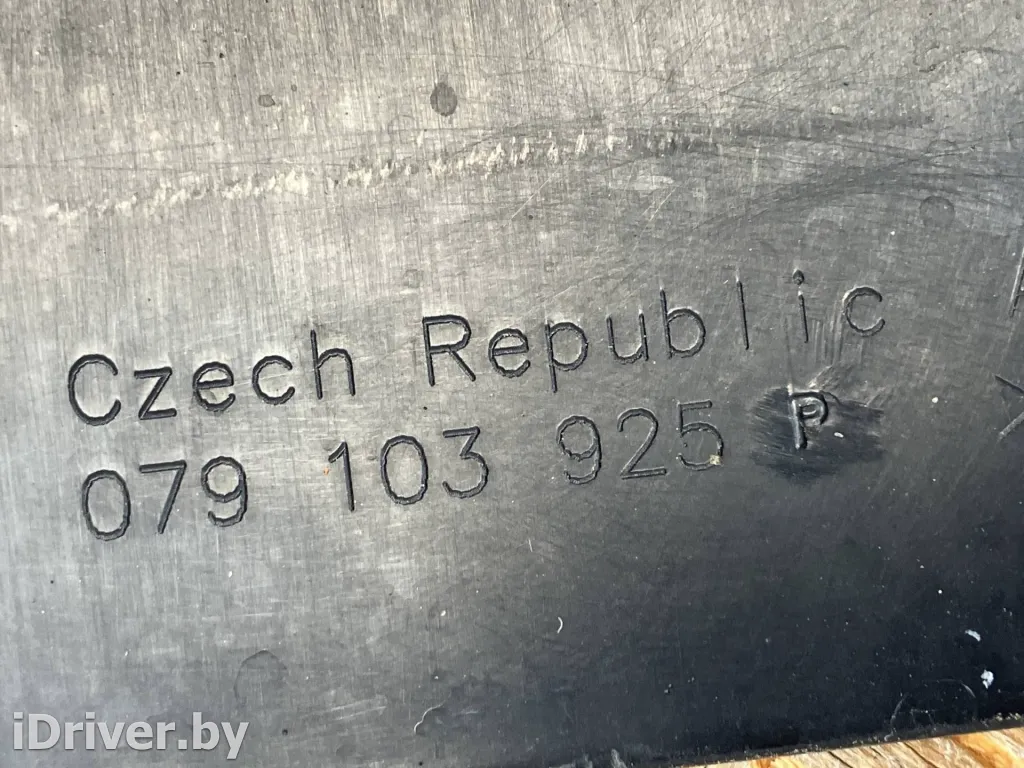 Czech Republic
079 103 925 P
iDriver.by